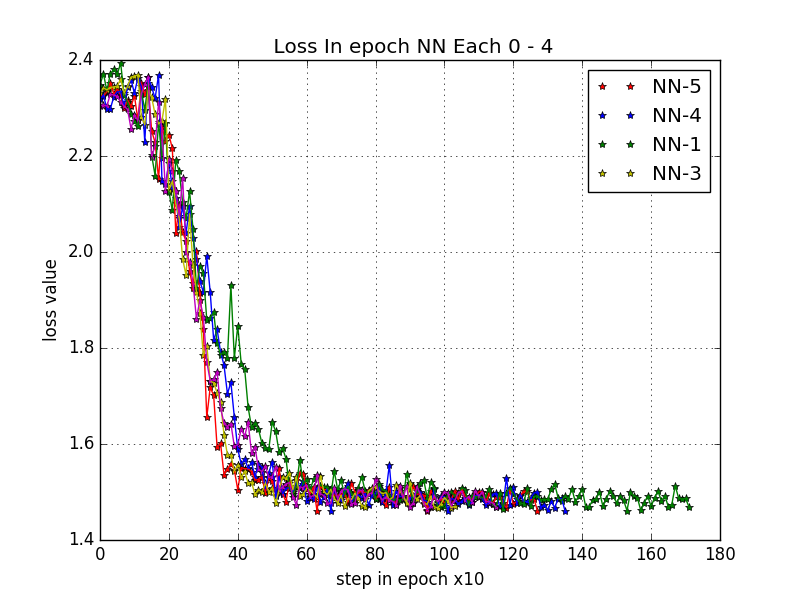 Loss In epoch NN Each 0 - 4
loss value
2.4
2.2
2.0
1.8
1.6
1.4
NN-5
NN-4
NN-1
NN-3
0 20 40 60 80 100 120 140 160 180
step in epoch x10